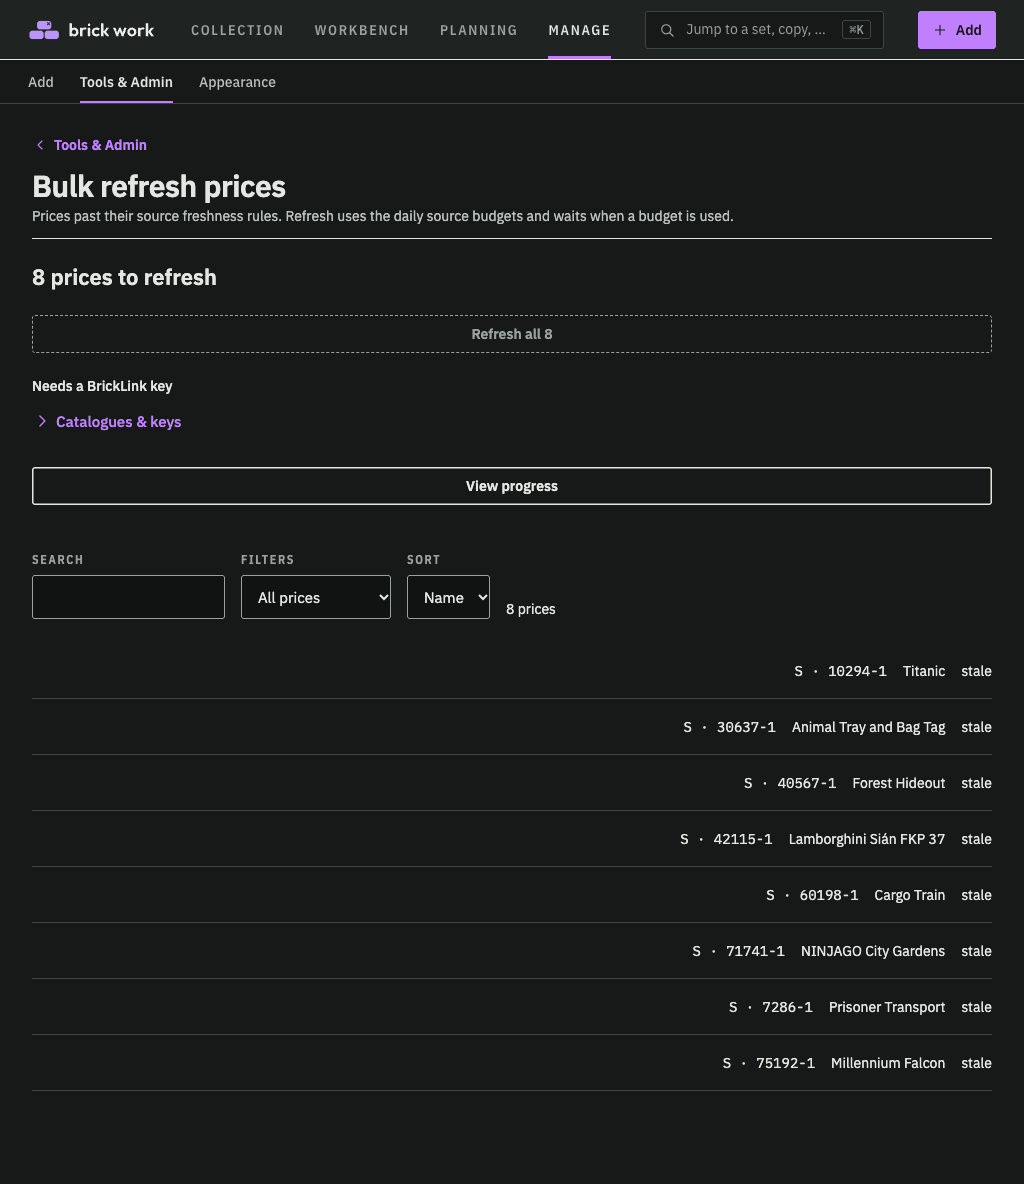 brick work COLLECTION WORKBENCH PLANNING MANAGE Jump to a set, copy, ... ⌘K + Add
Add Tools & Admin Appearance
Tools & Admin
Bulk refresh prices
Prices past their source freshness rules. Refresh uses the daily source budgets and waits when a budget is used.
8 prices to refresh
Refresh all 8
Needs a BrickLink key
Catalogues & keys
View progress
SEARCH FILTERS SORT
All prices Name 8 prices
S · 10294-1 Titanic stale
S · 30637-1 Animal Tray and Bag Tag stale
S · 40567-1 Forest Hideout stale
S · 42115-1 Lamborghini Sián FKP 37 stale
S · 60198-1 Cargo Train stale
S · 71741-1 NINJAGO City Gardens stale
S · 7286-1 Prisoner Transport stale
S · 75192-1 Millennium Falcon stale